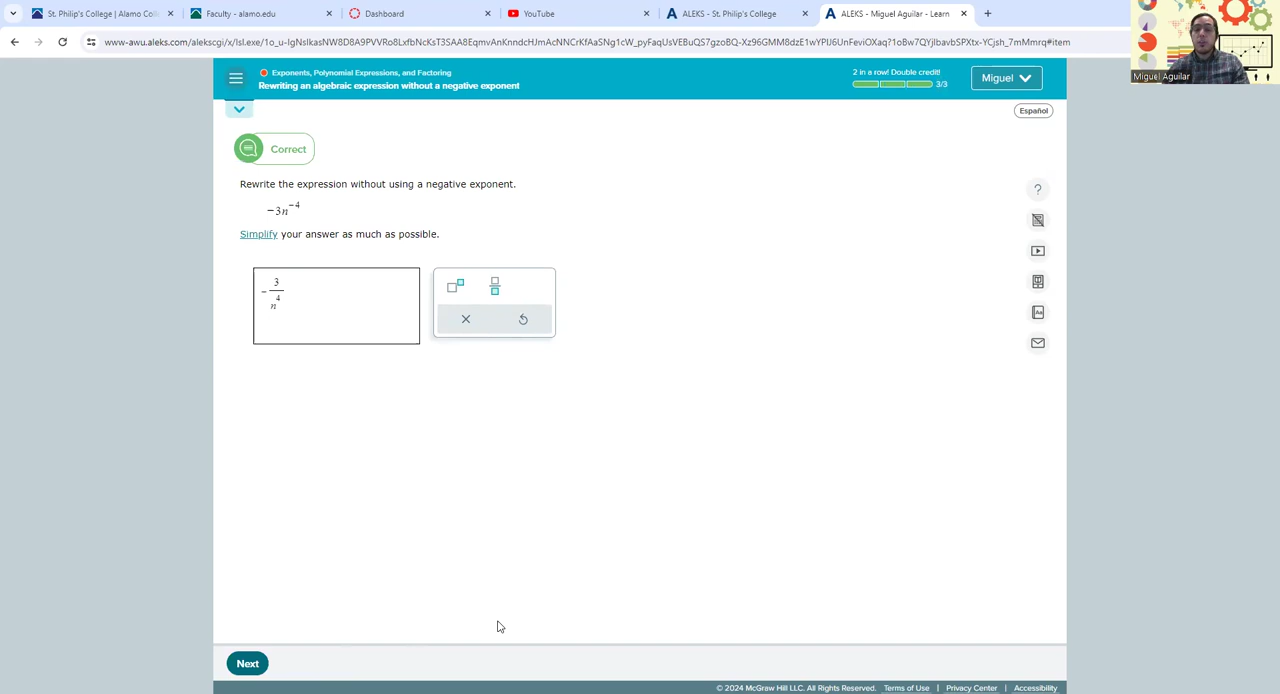 St. Philip's College | Alamo Coll
Faculty - alamo.edu
Dashboard
YouTube
ALEKS - St. Philip's College
ALEKS - Miguel Aguilar - Learn
Exponents, Polynomial Expressions, and Factoring
Rewriting an algebraic expression without a negative exponent
2 in a row! Double credit!
3/3
Miguel
Miguel Aguilar
Español
Correct
Rewrite the expression without using a negative exponent.
−3n⁻⁴
Simplify your answer as much as possible.
−3/n⁴
Next
© 2024 McGraw Hill LLC. All Rights Reserved. Terms of Use | Privacy Center | Accessibility